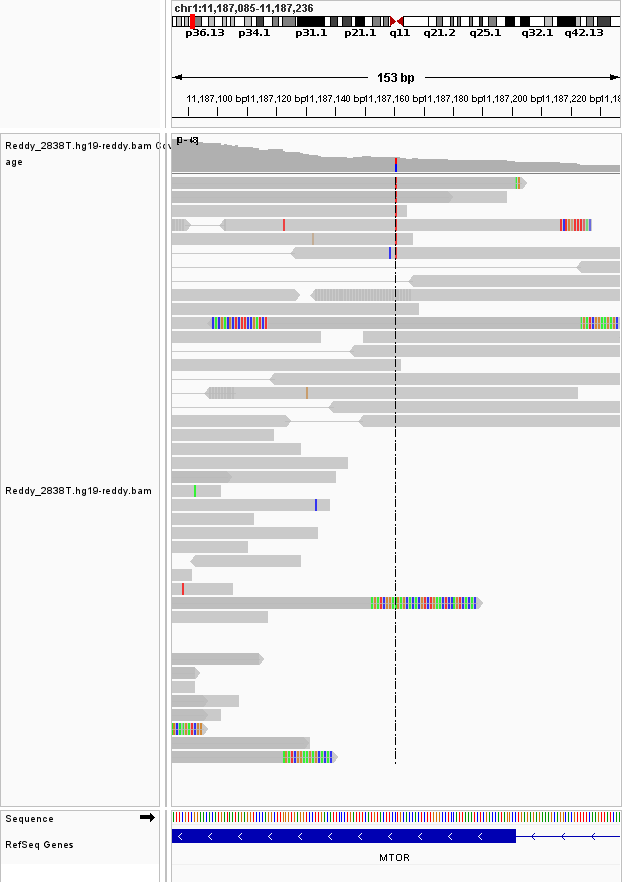 chr1:11,187,085-11,187,236
p36.13 p34.1 p31.1 p21.1 q11 q21.2 q25.1 q32.1 q42.13
153 bp
11,187,100 bp 11,187,120 bp 11,187,140 bp 11,187,160 bp 11,187,180 bp 11,187,200 bp 11,187,220 bp 11,18
Reddy_2838T.hg19-reddy.bam Cov
age
Reddy_2838T.hg19-reddy.bam
Sequence
RefSeq Genes
MTOR